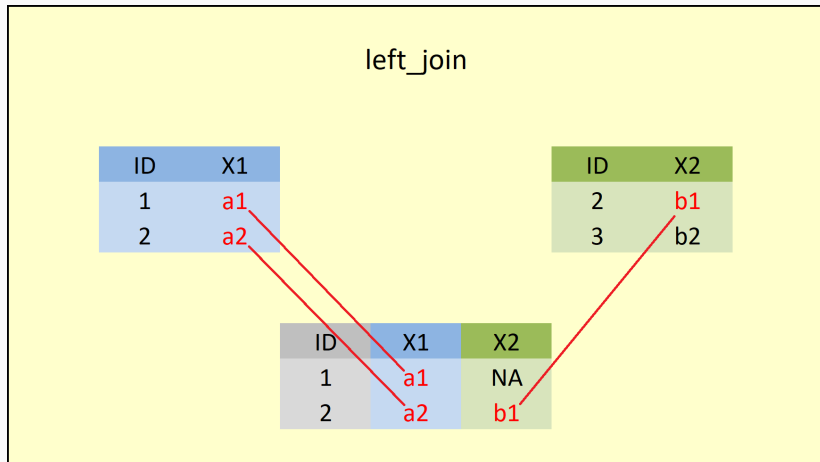 left_join
ID X1
1 a1
2 a2
ID X2
2 b1
3 b2
ID X1 X2
1 a1 NA
2 a2 b1